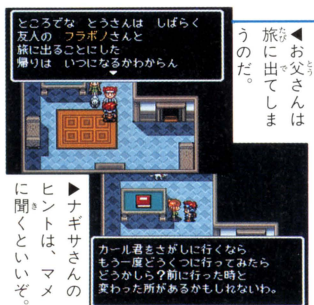 ところでな とうさんは しばらく
友人の フラボノさんと
旅に出ることにした
帰りは いつになるかわからん
◀お父さんは
旅に出てしま
うのだ。
▶ナギサさんの
ヒントは、マメ
に聞くといいぞ。
カール君をさがしに行くなら
もう一度どうくつに行ってみたら
どうかしら？前に行った時と
変わった所があるかもしれないわ。